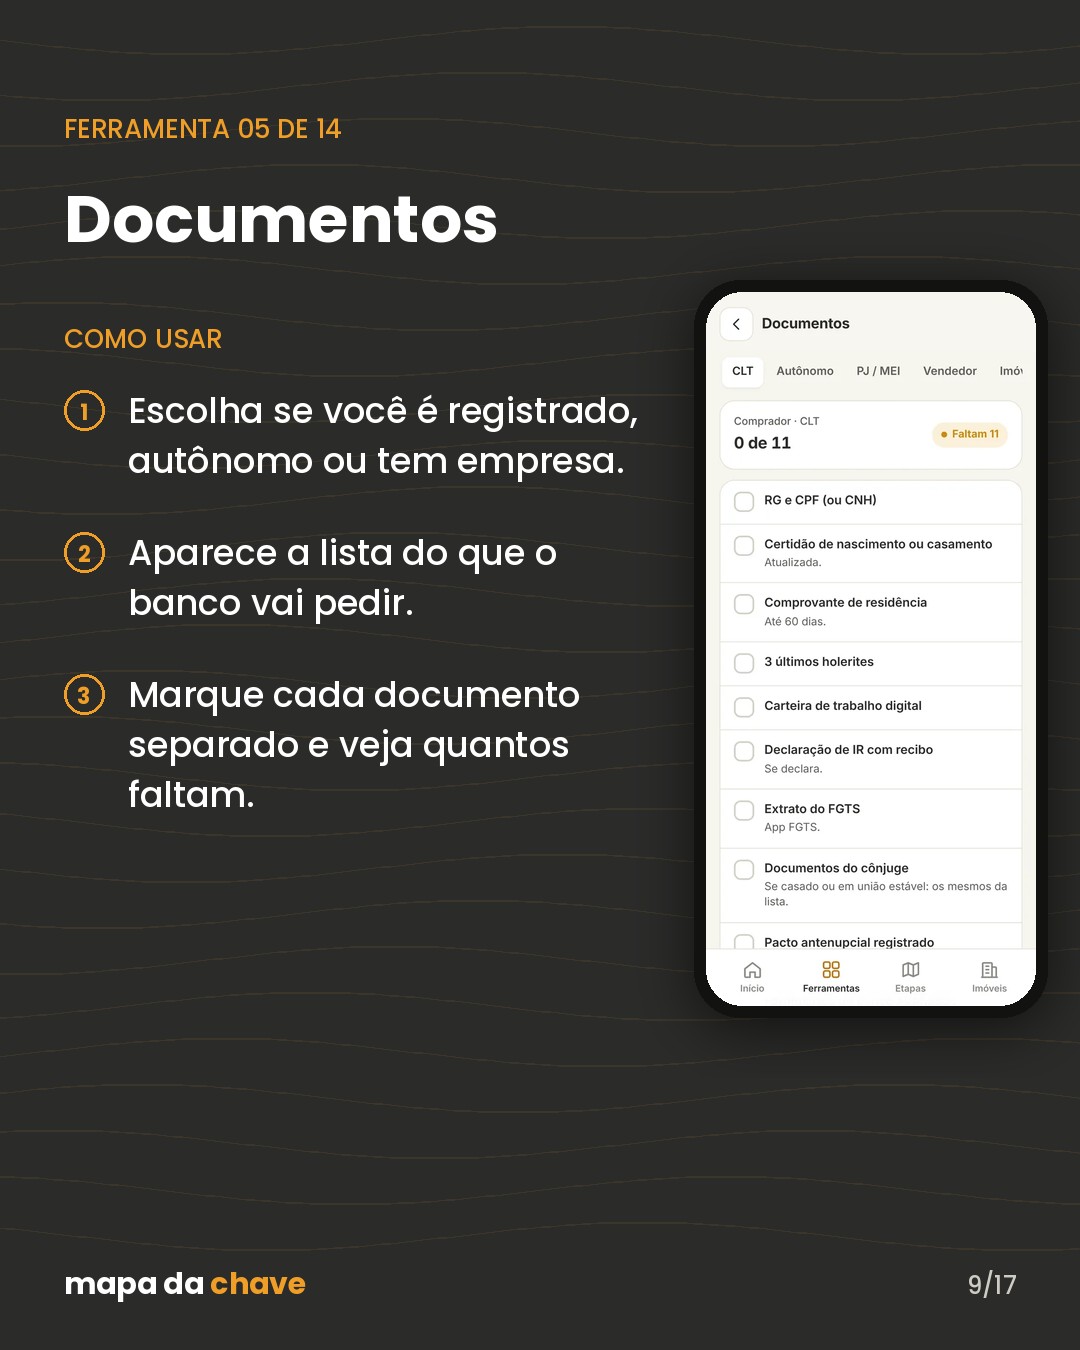 FERRAMENTA 05 DE 14
Documentos
COMO USAR
1 Escolha se você é registrado,
autônomo ou tem empresa.
2 Aparece a lista do que o
banco vai pedir.
3 Marque cada documento
separado e veja quantos
faltam.
Documentos
CLT Autônomo PJ / MEI Vendedor
Comprador · CLT
0 de 11
Faltam 11
RG e CPF (ou CNH)
Certidão de nascimento ou casamento
Atualizada.
Comprovante de residência
Até 60 dias.
3 últimos holerites
Carteira de trabalho digital
Declaração de IR com recibo
Se declara.
Extrato do FGTS
App FGTS.
Documentos do cônjuge
Se casado ou em união estável: os mesmos da
lista.
Pacto antenupcial registrado
Início Ferramentas Etapas Imóveis
mapa da chave
9/17